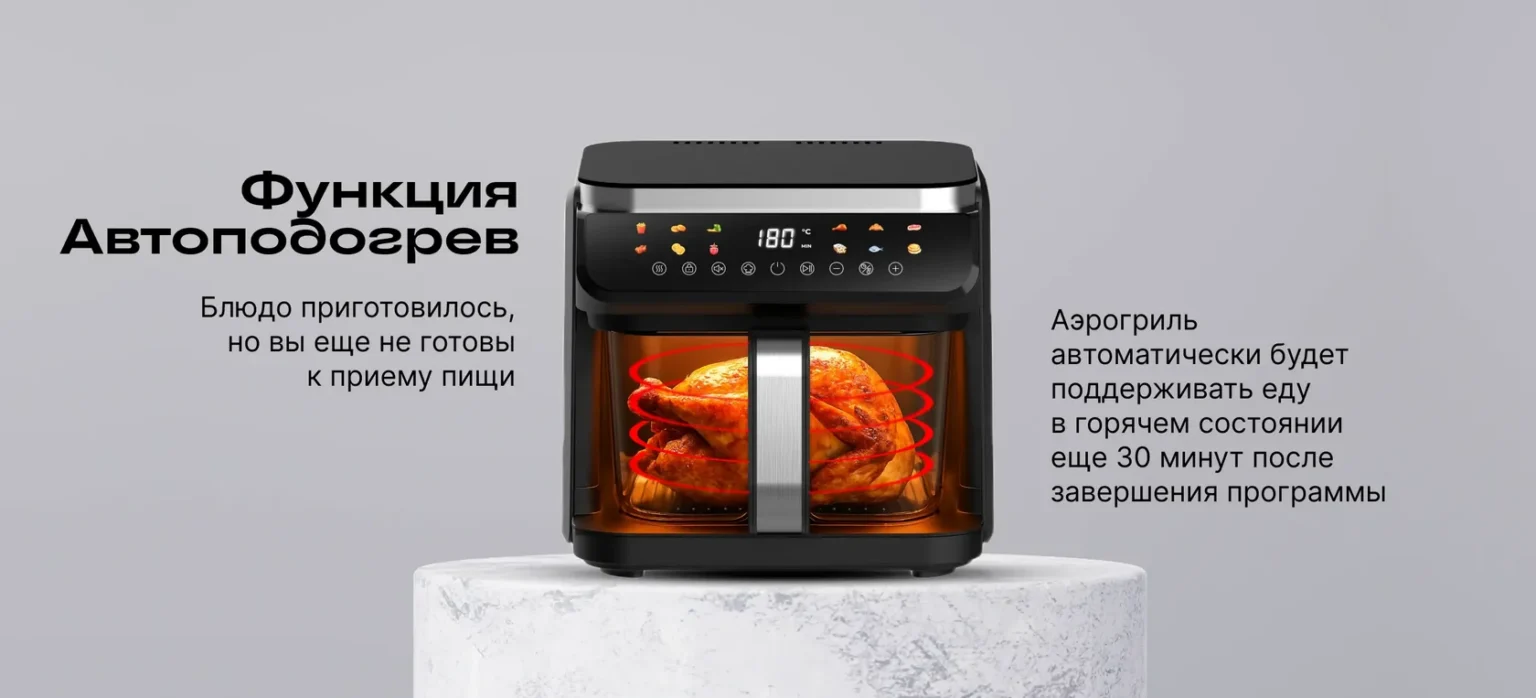 Функция
Автоподогрев
Блюдо приготовилось,
но вы еще не готовы
к приему пищи
180 °C
MIN
Аэрогриль
автоматически будет
поддерживать еду
в горячем состоянии
еще 30 минут после
завершения программы